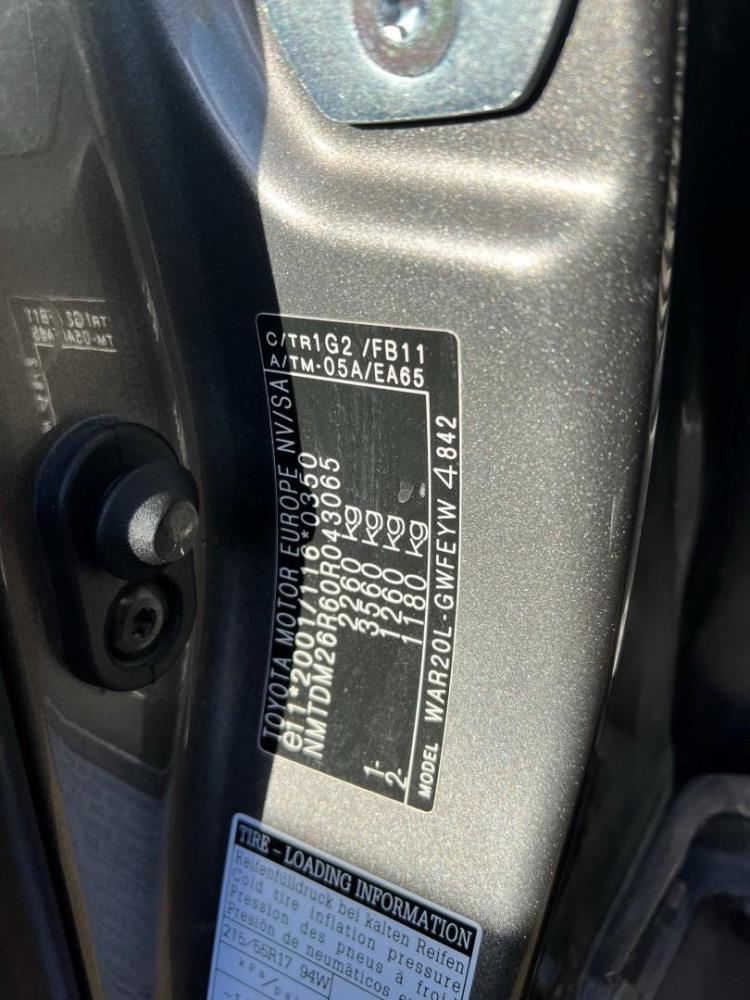 TOYOTA MOTOR EUROPE NV/SA
e11*2001/116*0350
NMTDM26R60R043065
2260 kg
3560 kg
1- 1260 kg
2- 1180 kg
MODEL WAR20L-GWFEYW 4842
C/TR1G2 /FB11
A/TM-05A/EA65
TIRE - LOADING INFORMATION
Reifenfülldruck bei kalten Reifen
Cold tire inflation pressure
Pression des pneus à froid
Presión de neumáticos en
215/55R17 94W